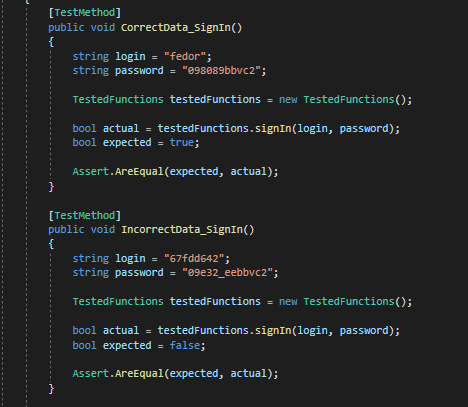 {
[TestMethod]
public void CorrectData_SignIn()
{
string login = "fedor";
string password = "098089bbvc2";
TestedFunctions testedFunctions = new TestedFunctions();
bool actual = testedFunctions.signIn(login, password);
bool expected = true;
Assert.AreEqual(expected, actual);
}
[TestMethod]
public void IncorrectData_SignIn()
{
string login = "67fdd642";
string password = "09e32_eebbvc2";
TestedFunctions testedFunctions = new TestedFunctions();
bool actual = testedFunctions.signIn(login, password);
bool expected = false;
Assert.AreEqual(expected, actual);
}